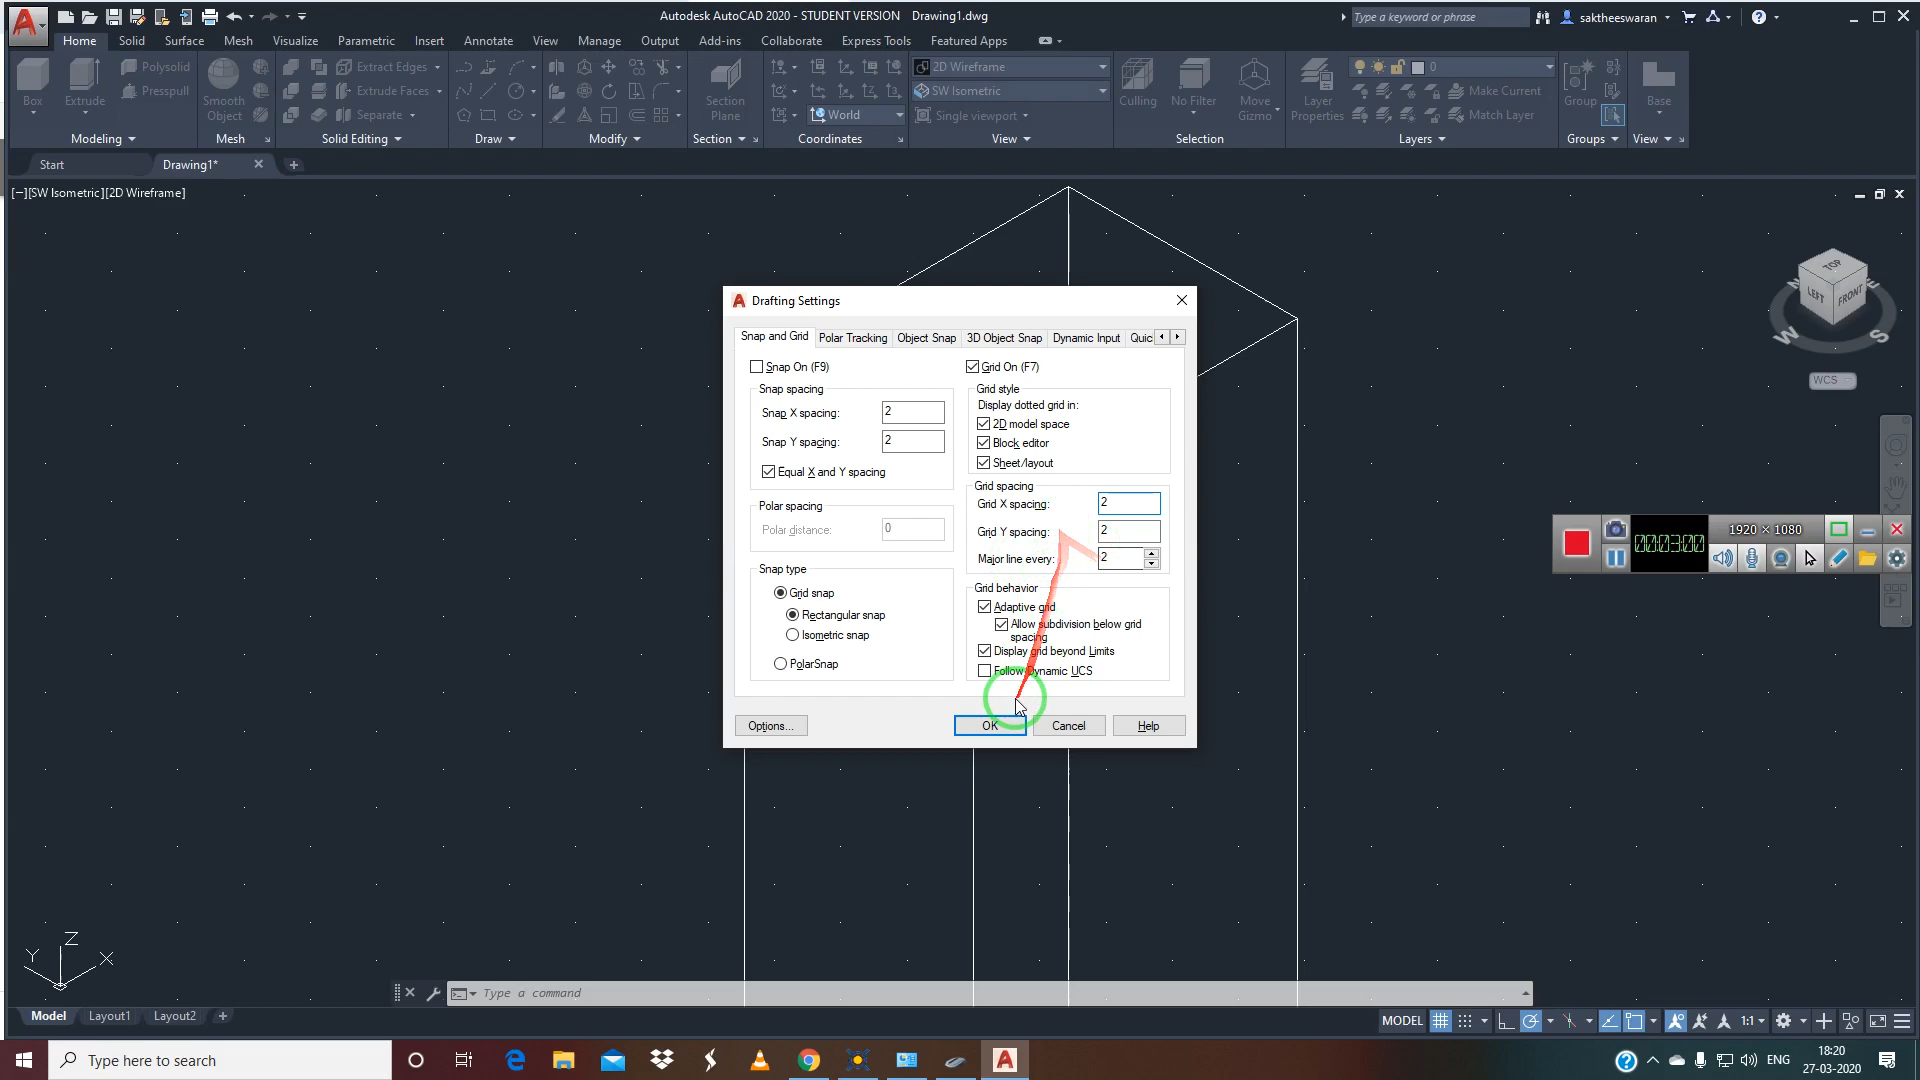 Autodesk AutoCAD 2020 - STUDENT VERSION Drawing1.dwg
Type a keyword or phrase
saktheeswaran
Home Solid Surface Mesh Visualize Parametric Insert Annotate View Manage Output Add-ins Collaborate Express Tools Featured Apps
Box
Extrude
Polysolid
Presspull
Smooth
Object
Extract Edges
Extrude Faces
Separate
Section
Plane
World
2D Wireframe
SW Isometric
Single viewport
Culling
No Filter
Move
Gizmo
Layer
Properties
0
Make Current
Match Layer
Group
Base
Modeling Mesh Solid Editing Draw Modify Section Coordinates View Selection Layers Groups View
Start
Drawing1*
[−][SW Isometric][2D Wireframe]
TOP
LEFT
FRONT
W
S
WCS
Drafting Settings
Snap and Grid Polar Tracking Object Snap 3D Object Snap Dynamic Input Quic
Snap On (F9)
Snap spacing
Snap X spacing: 2
Snap Y spacing: 2
Equal X and Y spacing
Polar spacing
Polar distance: 0
Snap type
Grid snap
Rectangular snap
Isometric snap
PolarSnap
Grid On (F7)
Grid style
Display dotted grid in:
2D model space
Block editor
Sheet/layout
Grid spacing
Grid X spacing: 2
Grid Y spacing: 2
Major line every: 2
Grid behavior
Adaptive grid
Allow subdivision below grid
spacing
Display grid beyond Limits
Follow Dynamic UCS
Options... OK Cancel Help
1920 × 1080
00:03:00
Z
Y
X
Type a command
Model Layout1 Layout2
MODEL
1:1
Type here to search
ENG
18:20
27-03-2020